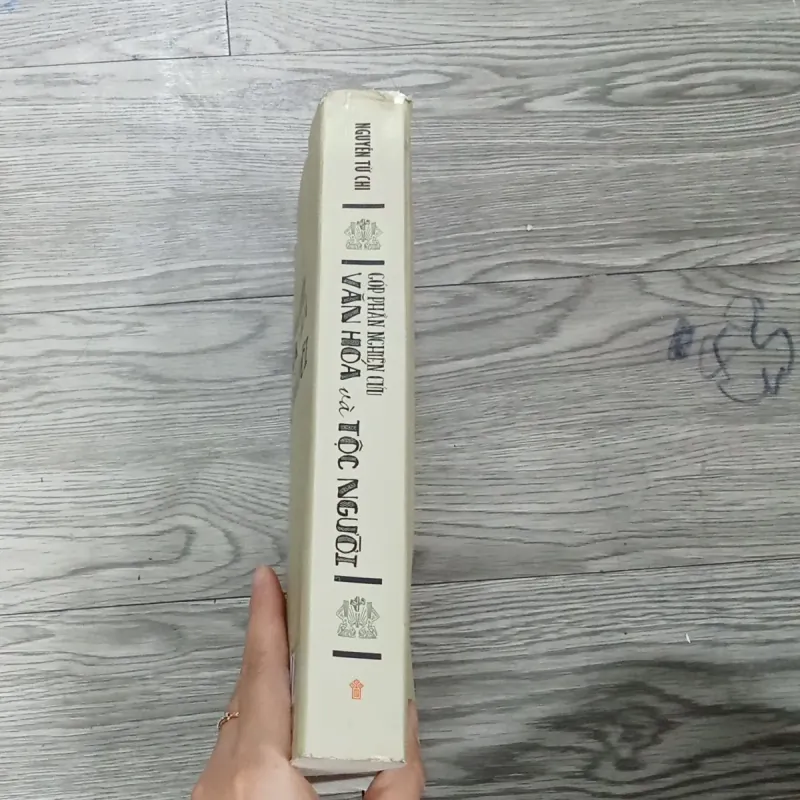 NGUYỄN TỪ CHI
GÓP PHẦN NGHIÊN CỨU
VĂN HÓA và TỘC NGƯỜI